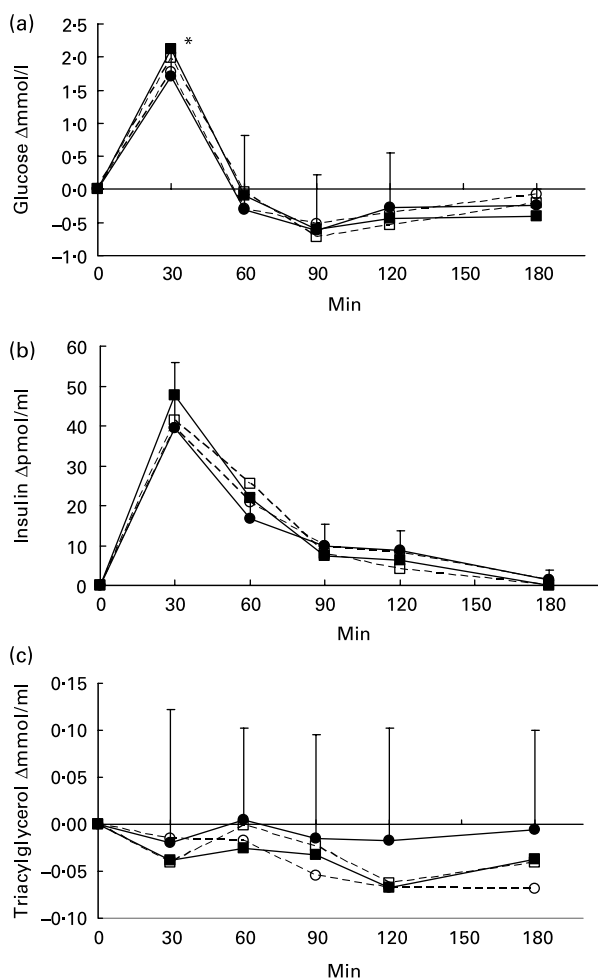 (a)
Glucose Δmmol/l
2·5
2·0
1·5
1·0
0·5
0·0
–0·5
–1·0
*
0 30 60 90 120 150 180
Min
(b)
Insulin Δpmol/ml
60
50
40
30
20
10
0
0 30 60 90 120 150 180
Min
(c)
Triacylglycerol Δmmol/ml
0·15
0·10
0·05
0·00
–0·05
–0·10
0 30 60 90 120 150 180
Min